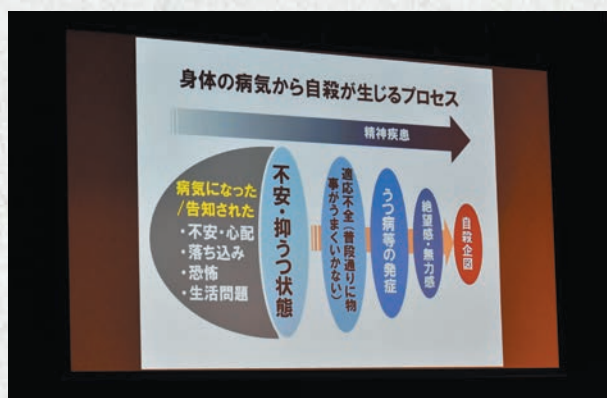 身体の病気から自殺が生じるプロセス
精神疾患
病気になった
/告知された
・不安・心配
・落ち込み
・恐怖
・生活問題
不安・抑うつ状態
適応不全(普段通りに物
事がうまくいかない)
うつ病等の発症
絶望感・無力感
自殺企図